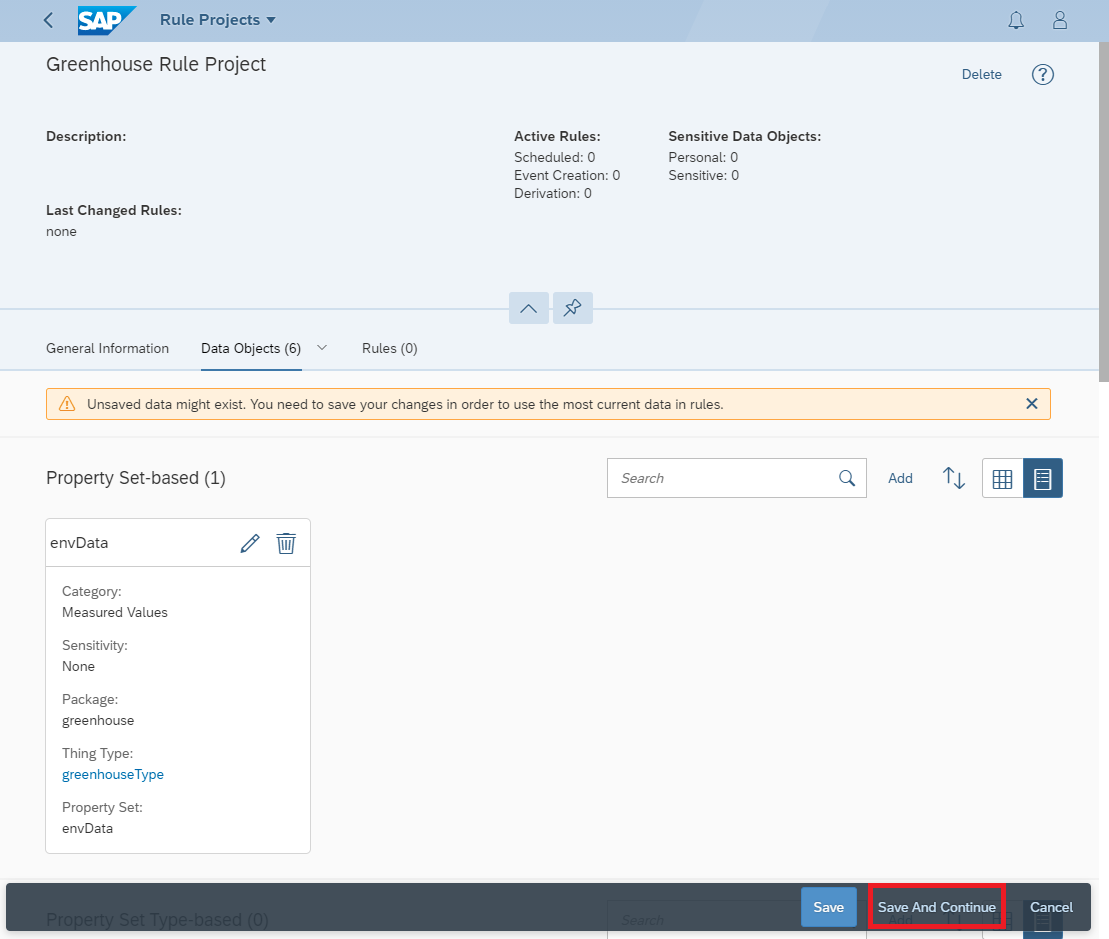 SAP Rule Projects
Greenhouse Rule Project
Delete
Description:
Active Rules:
Scheduled: 0
Event Creation: 0
Derivation: 0
Sensitive Data Objects:
Personal: 0
Sensitive: 0
Last Changed Rules:
none
General Information Data Objects (6) Rules (0)
Unsaved data might exist. You need to save your changes in order to use the most current data in rules.
Property Set-based (1) Search Add
envData
Category:
Measured Values
Sensitivity:
None
Package:
greenhouse
Thing Type:
greenhouseType
Property Set:
envData
Save Save And Continue Cancel
Property Set Type-based (0) Search Add